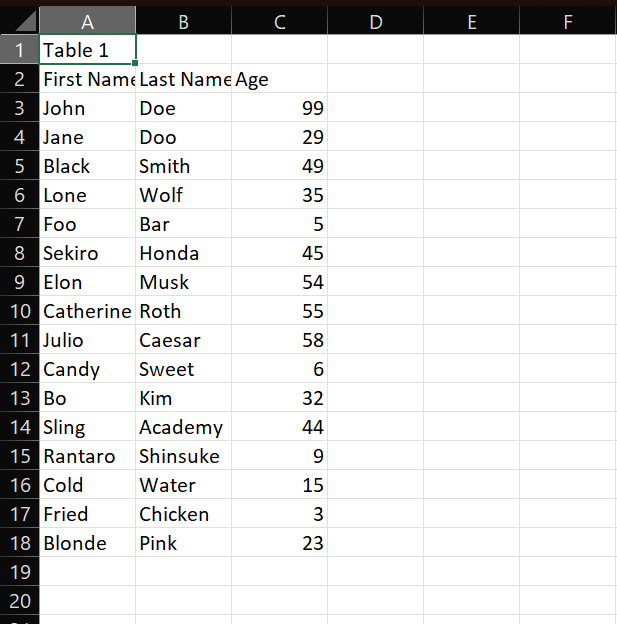 A B C D E F
1 Table 1
2 First Name Last Name Age
3 John Doe 99
4 Jane Doo 29
5 Black Smith 49
6 Lone Wolf 35
7 Foo Bar 5
8 Sekiro Honda 45
9 Elon Musk 54
10 Catherine Roth 55
11 Julio Caesar 58
12 Candy Sweet 6
13 Bo Kim 32
14 Sling Academy 44
15 Rantaro Shinsuke 9
16 Cold Water 15
17 Fried Chicken 3
18 Blonde Pink 23
19
20